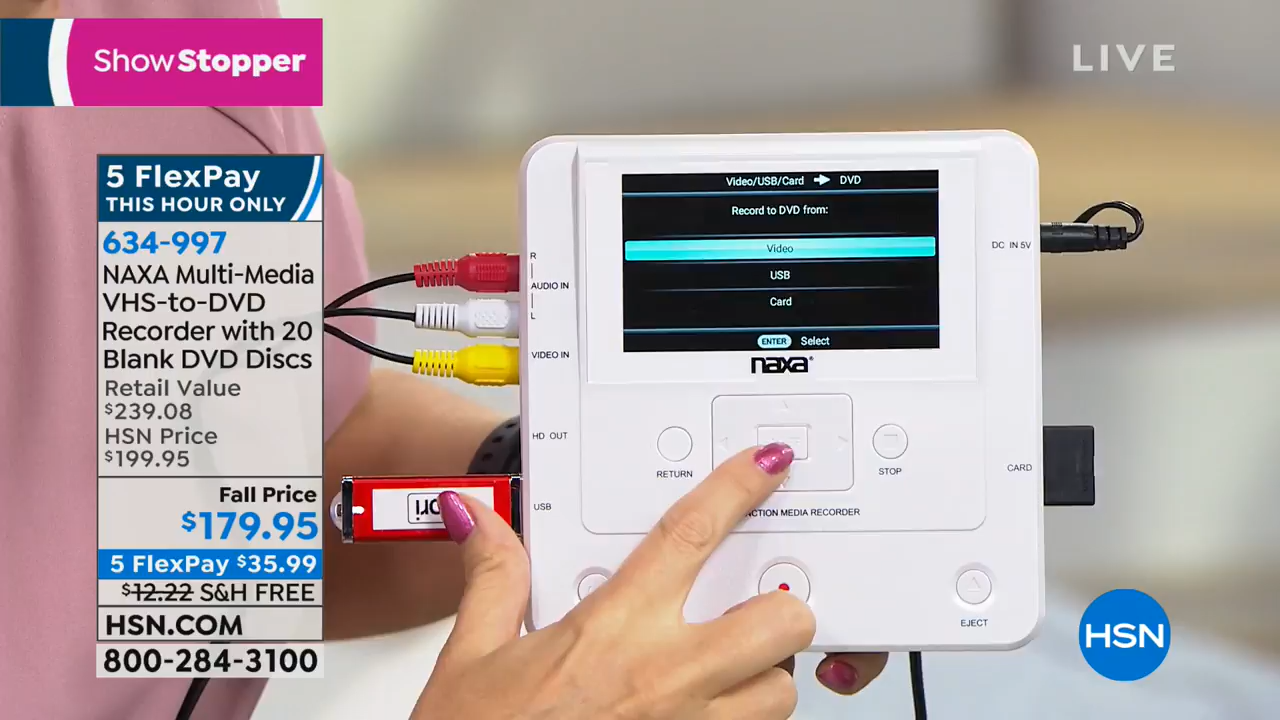 ShowStopper
LIVE
5 FlexPay
THIS HOUR ONLY
634-997
NAXA Multi-Media
VHS-to-DVD
Recorder with 20
Blank DVD Discs
Retail Value
$239.08
HSN Price
$199.95
Fall Price
$179.95
5 FlexPay $35.99
$12.22 S&H FREE
HSN.COM
800-284-3100
Video/USB/Card DVD
Record to DVD from:
Video
USB
Card
ENTER Select
naxa®
R
AUDIO IN
L
VIDEO IN
HD OUT
USB
DC IN 5V
CARD
RETURN
STOP
MEDIA RECORDER
EJECT
HSN